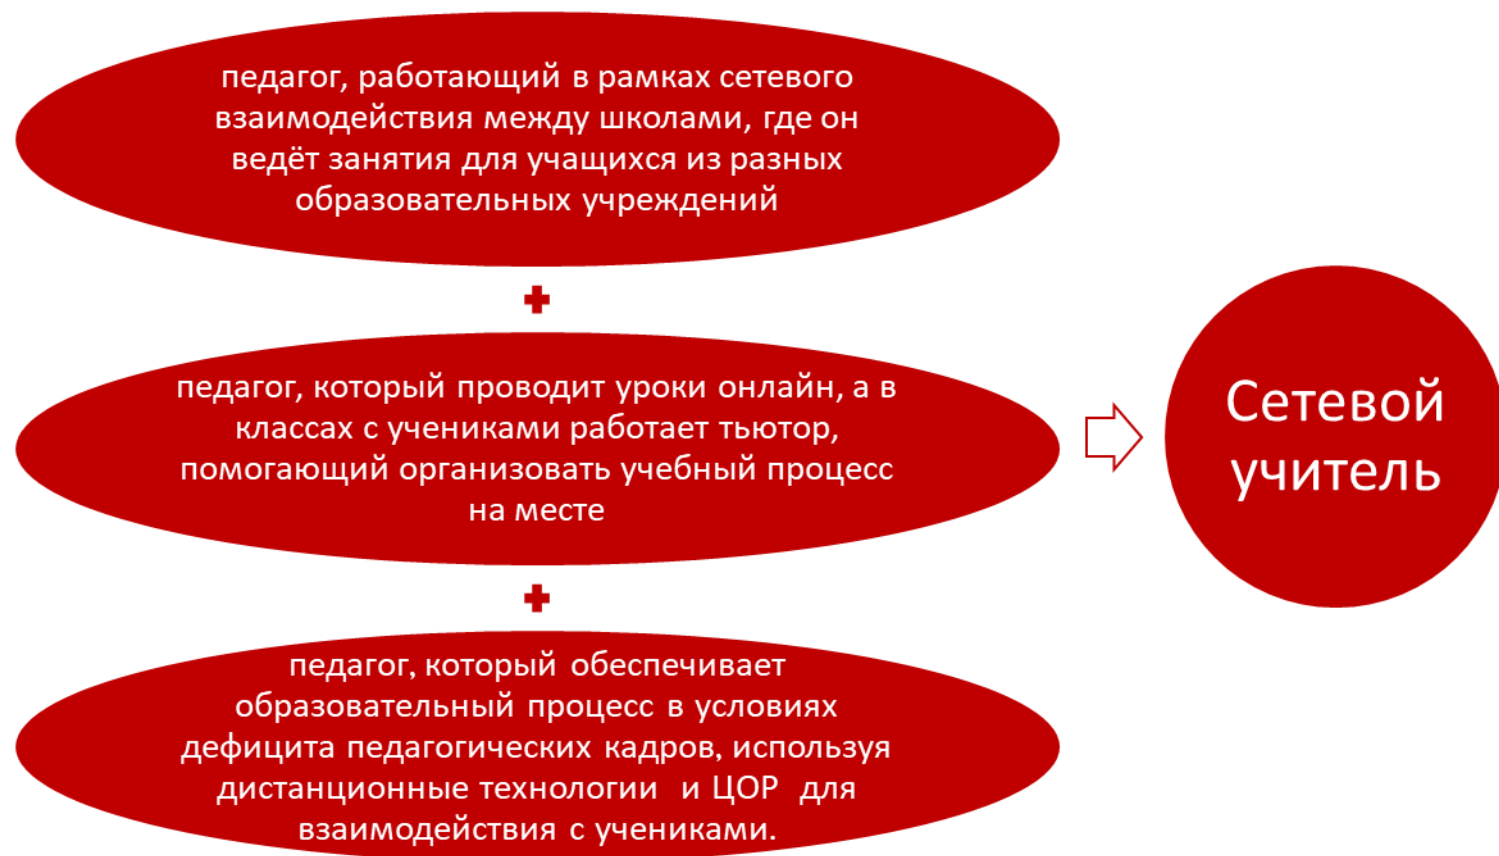 педагог, работающий в рамках сетевого
взаимодействия между школами, где он
ведёт занятия для учащихся из разных
образовательных учреждений
педагог, который проводит уроки онлайн, а в
классах с учениками работает тьютор,
помогающий организовать учебный процесс
на месте
педагог, который обеспечивает
образовательный процесс в условиях
дефицита педагогических кадров, используя
дистанционные технологии и ЦОР для
взаимодействия с учениками.
Сетевой
учитель